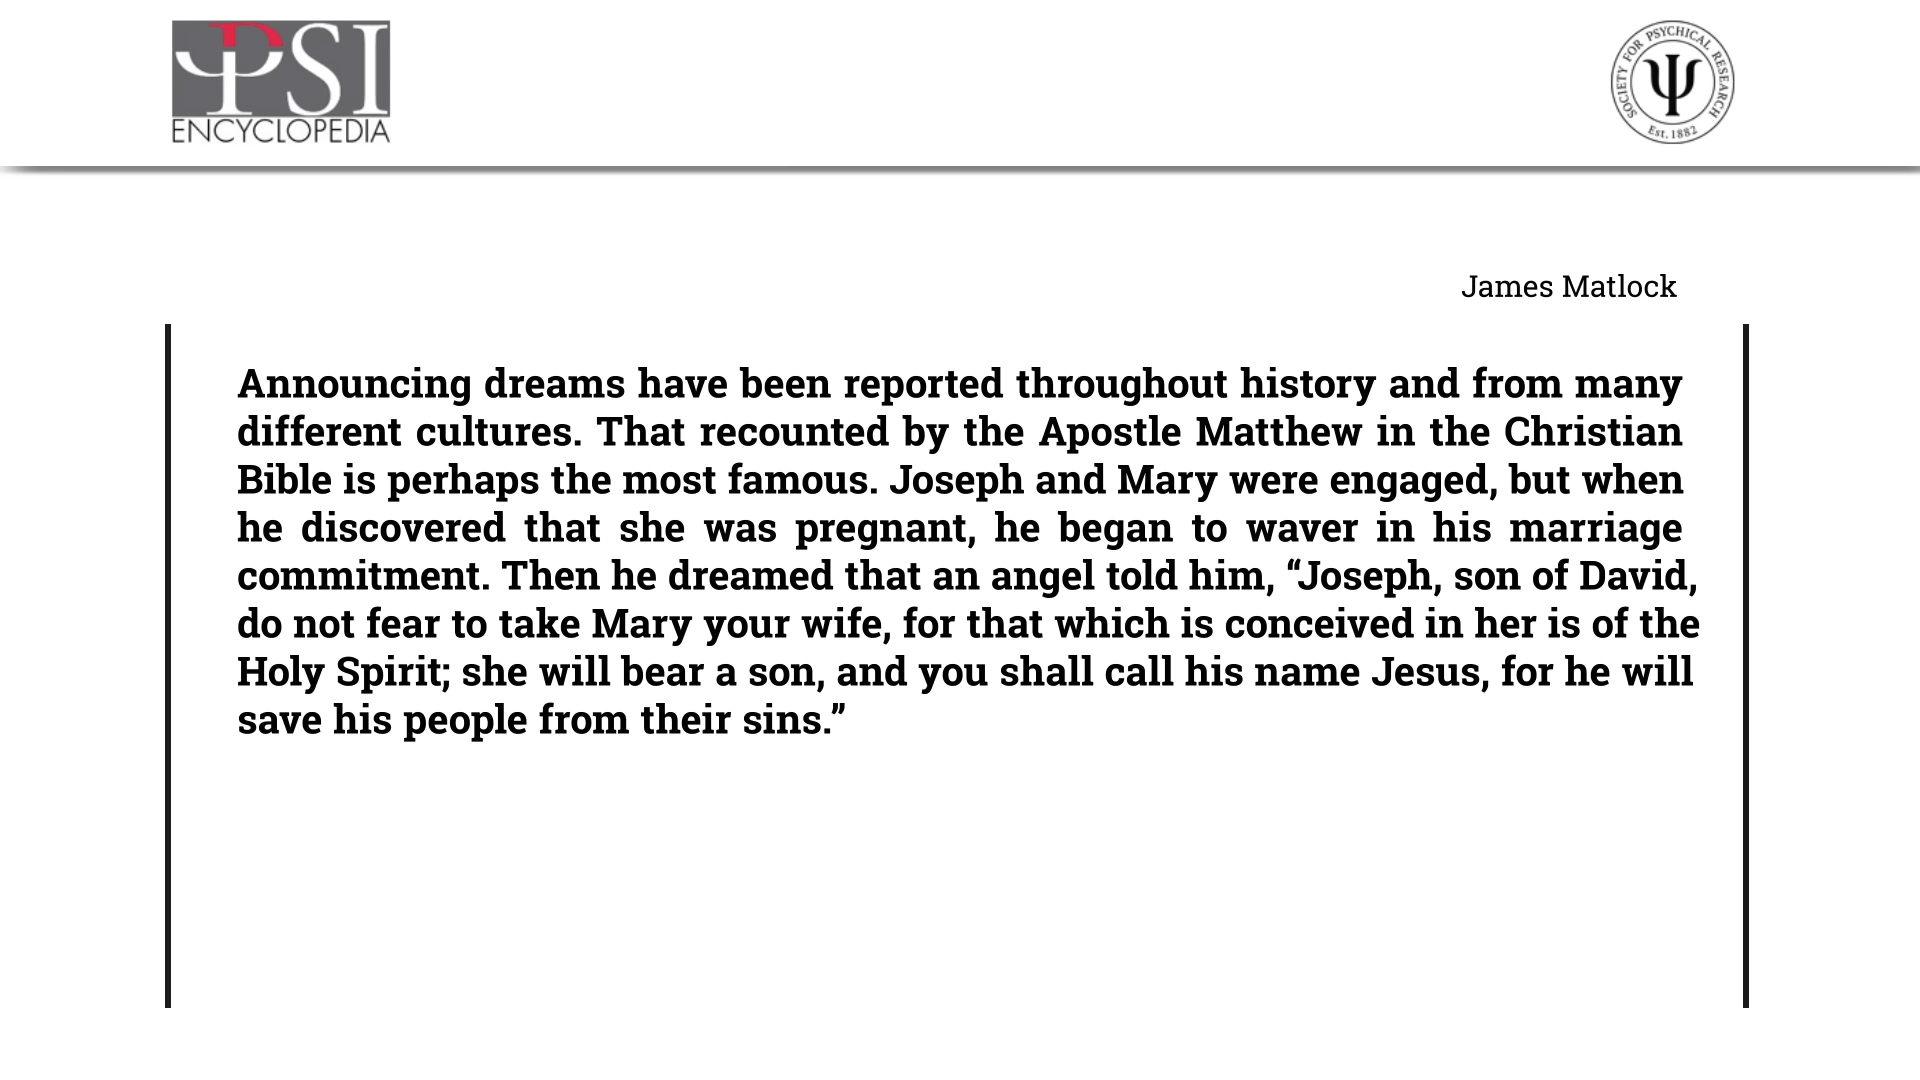 ΨSI
ENCYCLOPEDIA
SOCIETY FOR PSYCHICAL RESEARCH
Ψ
Est. 1882
James Matlock
Announcing dreams have been reported throughout history and from many
different cultures. That recounted by the Apostle Matthew in the Christian
Bible is perhaps the most famous. Joseph and Mary were engaged, but when
he discovered that she was pregnant, he began to waver in his marriage
commitment. Then he dreamed that an angel told him, “Joseph, son of David,
do not fear to take Mary your wife, for that which is conceived in her is of the
Holy Spirit; she will bear a son, and you shall call his name Jesus, for he will
save his people from their sins.”